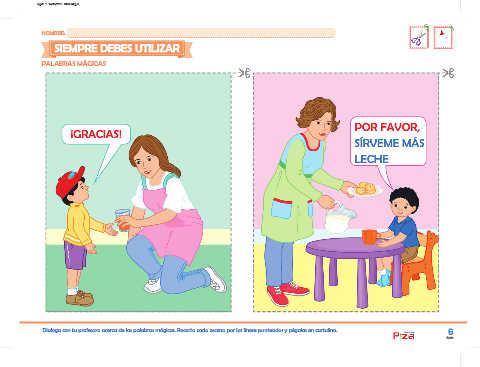 NOMBRE:
SIEMPRE DEBES UTILIZAR
PALABRAS MÁGICAS
¡GRACIAS!
POR FAVOR,
SÍRVEME MÁS
LECHE
Dialoga con tu profesora acerca de las palabras mágicas. Recorta cada escena por las líneas punteadas y pégalas en cartulina.
6